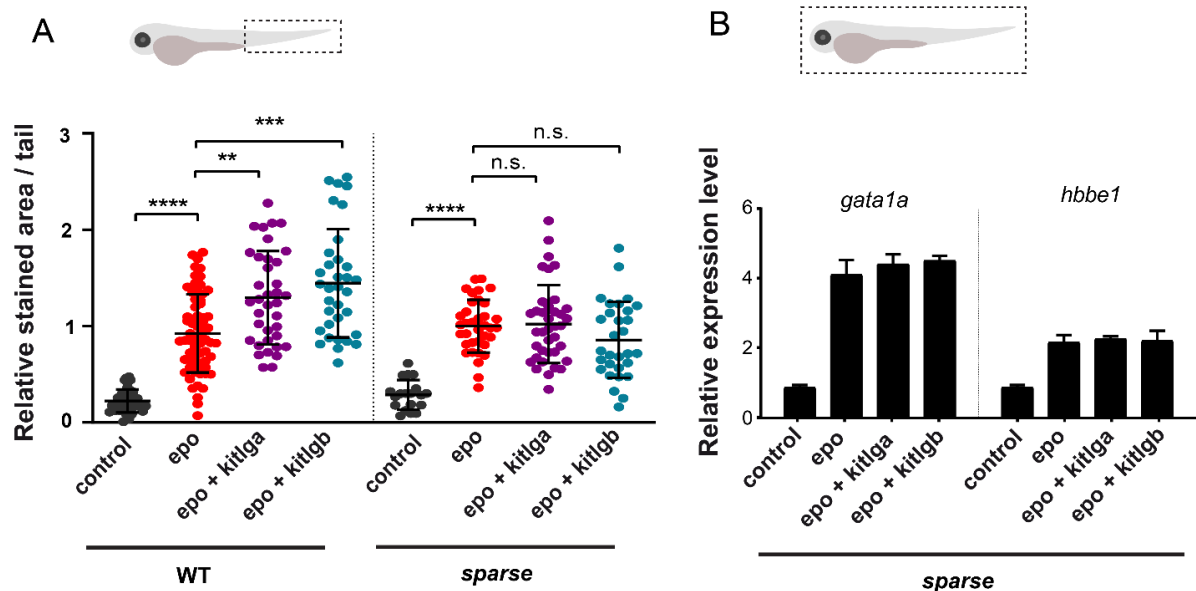 A
B
Relative stained area / tail
3
2
1
0
****
**
***
****
n.s.
n.s.
control
epo
epo + kitlga
epo + kitlgb
control
epo
epo + kitlga
epo + kitlgb
WT
sparse
Relative expression level
6
4
2
0
gata1a
hbbe1
control
epo
epo + kitlga
epo + kitlgb
control
epo
epo + kitlga
epo + kitlgb
sparse